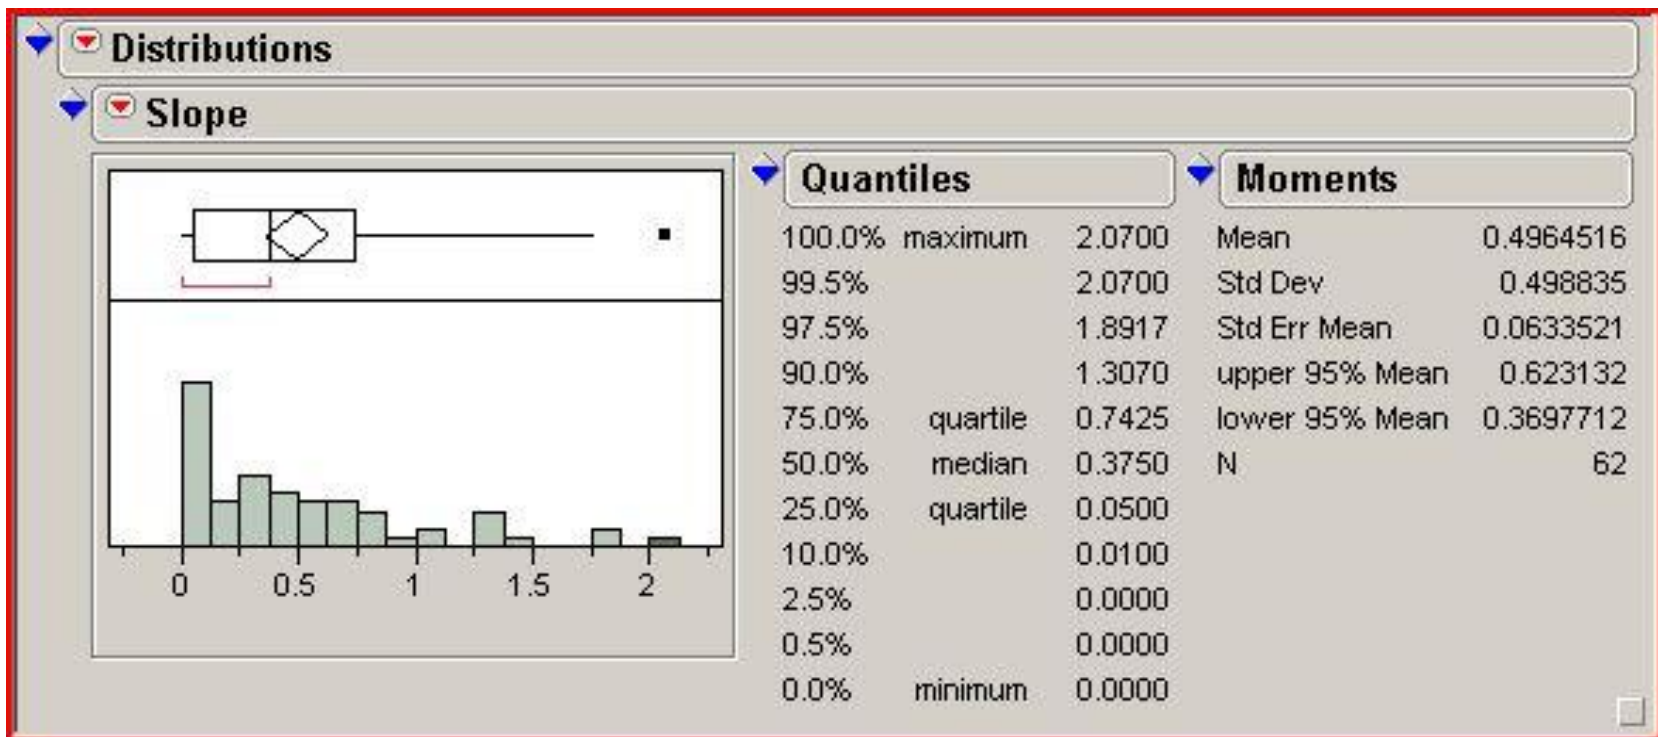 Distributions
Slope
0 0.5 1 1.5 2
Quantiles
100.0% maximum 2.0700
99.5% 2.0700
97.5% 1.8917
90.0% 1.3070
75.0% quartile 0.7425
50.0% median 0.3750
25.0% quartile 0.0500
10.0% 0.0100
2.5% 0.0000
0.5% 0.0000
0.0% minimum 0.0000
Moments
Mean 0.4964516
Std Dev 0.498835
Std Err Mean 0.0633521
upper 95% Mean 0.623132
lower 95% Mean 0.3697712
N 62